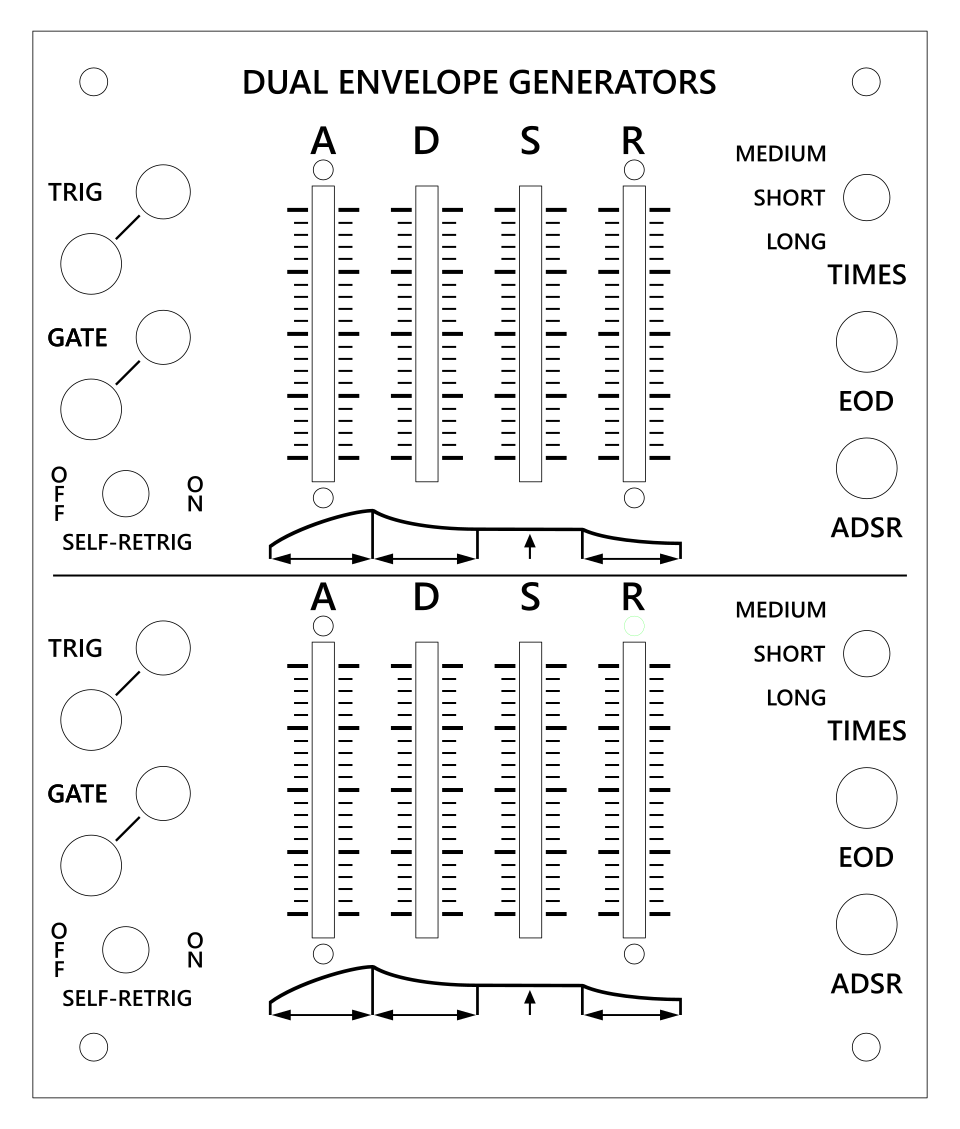 DUAL ENVELOPE GENERATORS
A D S R
MEDIUM
TRIG
SHORT
LONG
TIMES
GATE
EOD
OFF
ON
ADSR
SELF-RETRIG
A D S R
MEDIUM
TRIG
SHORT
LONG
TIMES
GATE
EOD
OFF
ON
ADSR
SELF-RETRIG